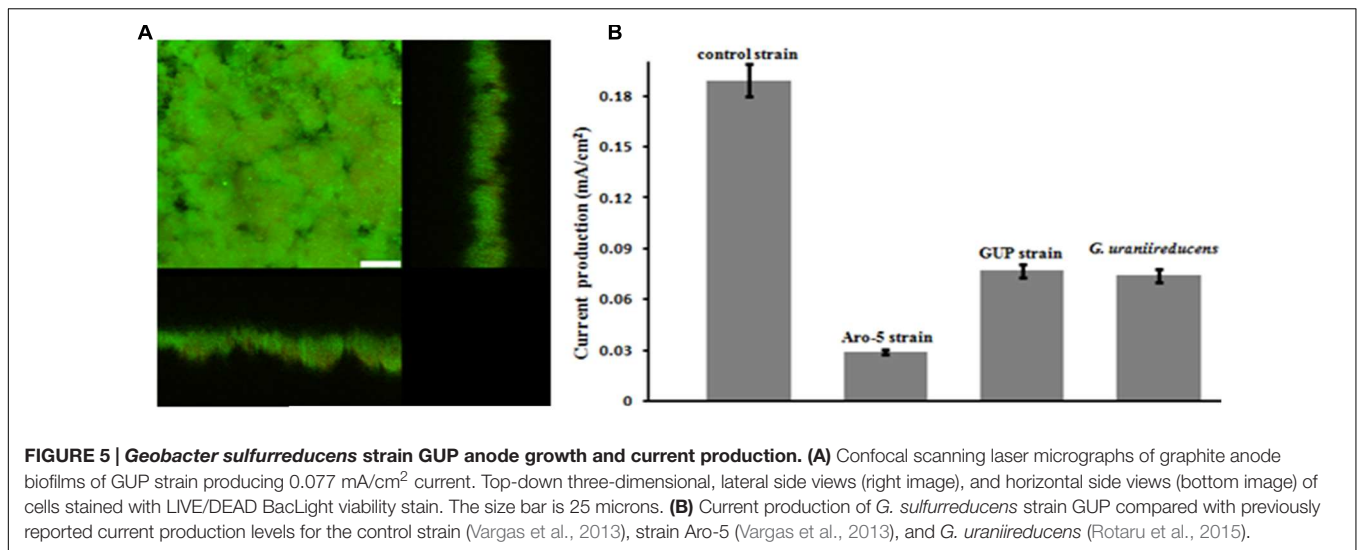 A
B
control strain
0.18
0.15
0.12
0.09
0.06
0.03
0
Current production (mA/cm²)
Aro-5 strain
GUP strain
G. uraniireducens
FIGURE 5 | Geobacter sulfurreducens strain GUP anode growth and current production. (A) Confocal scanning laser micrographs of graphite anode
biofilms of GUP strain producing 0.077 mA/cm² current. Top-down three-dimensional, lateral side views (right image), and horizontal side views (bottom image) of
cells stained with LIVE/DEAD BacLight viability stain. The size bar is 25 microns. (B) Current production of G. sulfurreducens strain GUP compared with previously
reported current production levels for the control strain (Vargas et al., 2013), strain Aro-5 (Vargas et al., 2013), and G. uraniireducens (Rotaru et al., 2015).